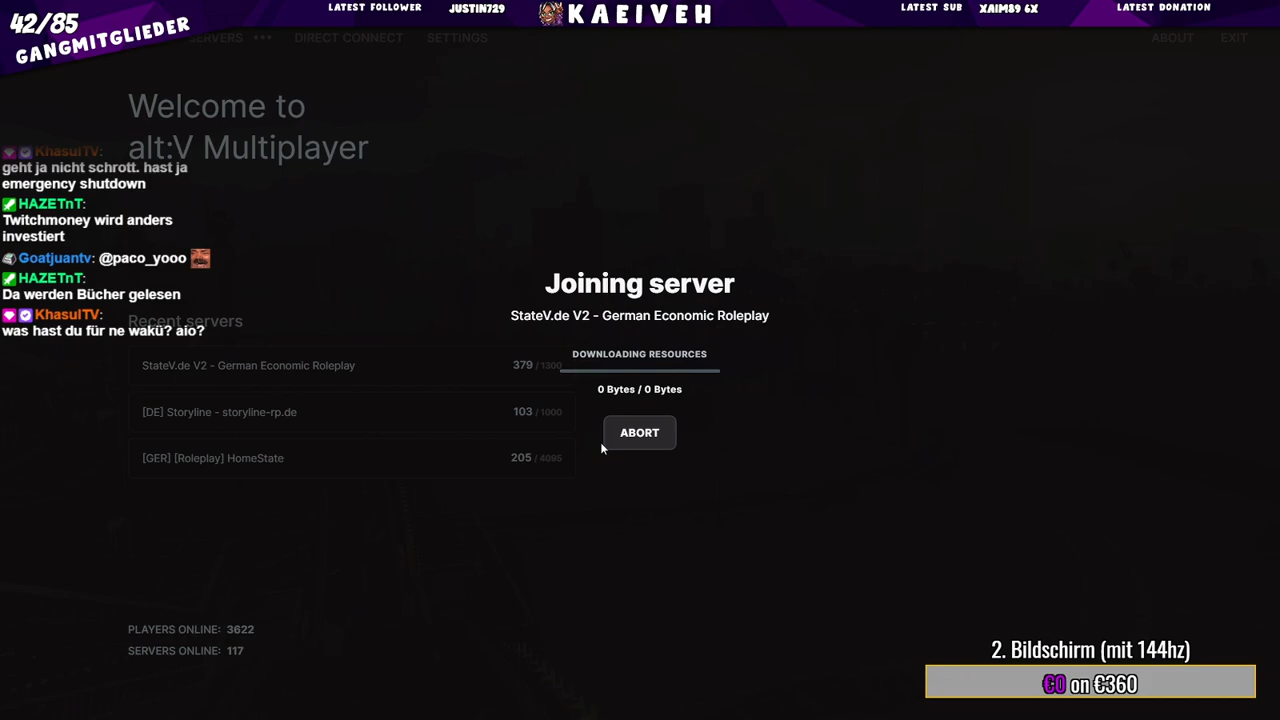 42/85
GANGMITGLIEDER
LATEST FOLLOWER
JUSTIN729
KAEIVEH
LATEST SUB
XAIM89 6X
LATEST DONATION
SERVERS
DIRECT CONNECT
SETTINGS
ABOUT
EXIT
Welcome to
alt:V Multiplayer
KhasulTV:
geht ja nicht schrott. hast ja
emergency shutdown
HAZETnT:
Twitchmoney wird anders
investiert
Goatjuantv: @paco_yooo
HAZETnT:
Da werden Bücher gelesen
KhasulTV:
was hast du für ne wakü? aio?
Recent servers
StateV.de V2 - German Economic Roleplay 379 / 1300
[DE] Storyline - storyline-rp.de 103 / 1000
[GER] [Roleplay] HomeState 205 / 4095
Joining server
StateV.de V2 - German Economic Roleplay
DOWNLOADING RESOURCES
0 Bytes / 0 Bytes
ABORT
PLAYERS ONLINE: 3622
SERVERS ONLINE: 117
2. Bildschirm (mit 144hz)
€0 on €360